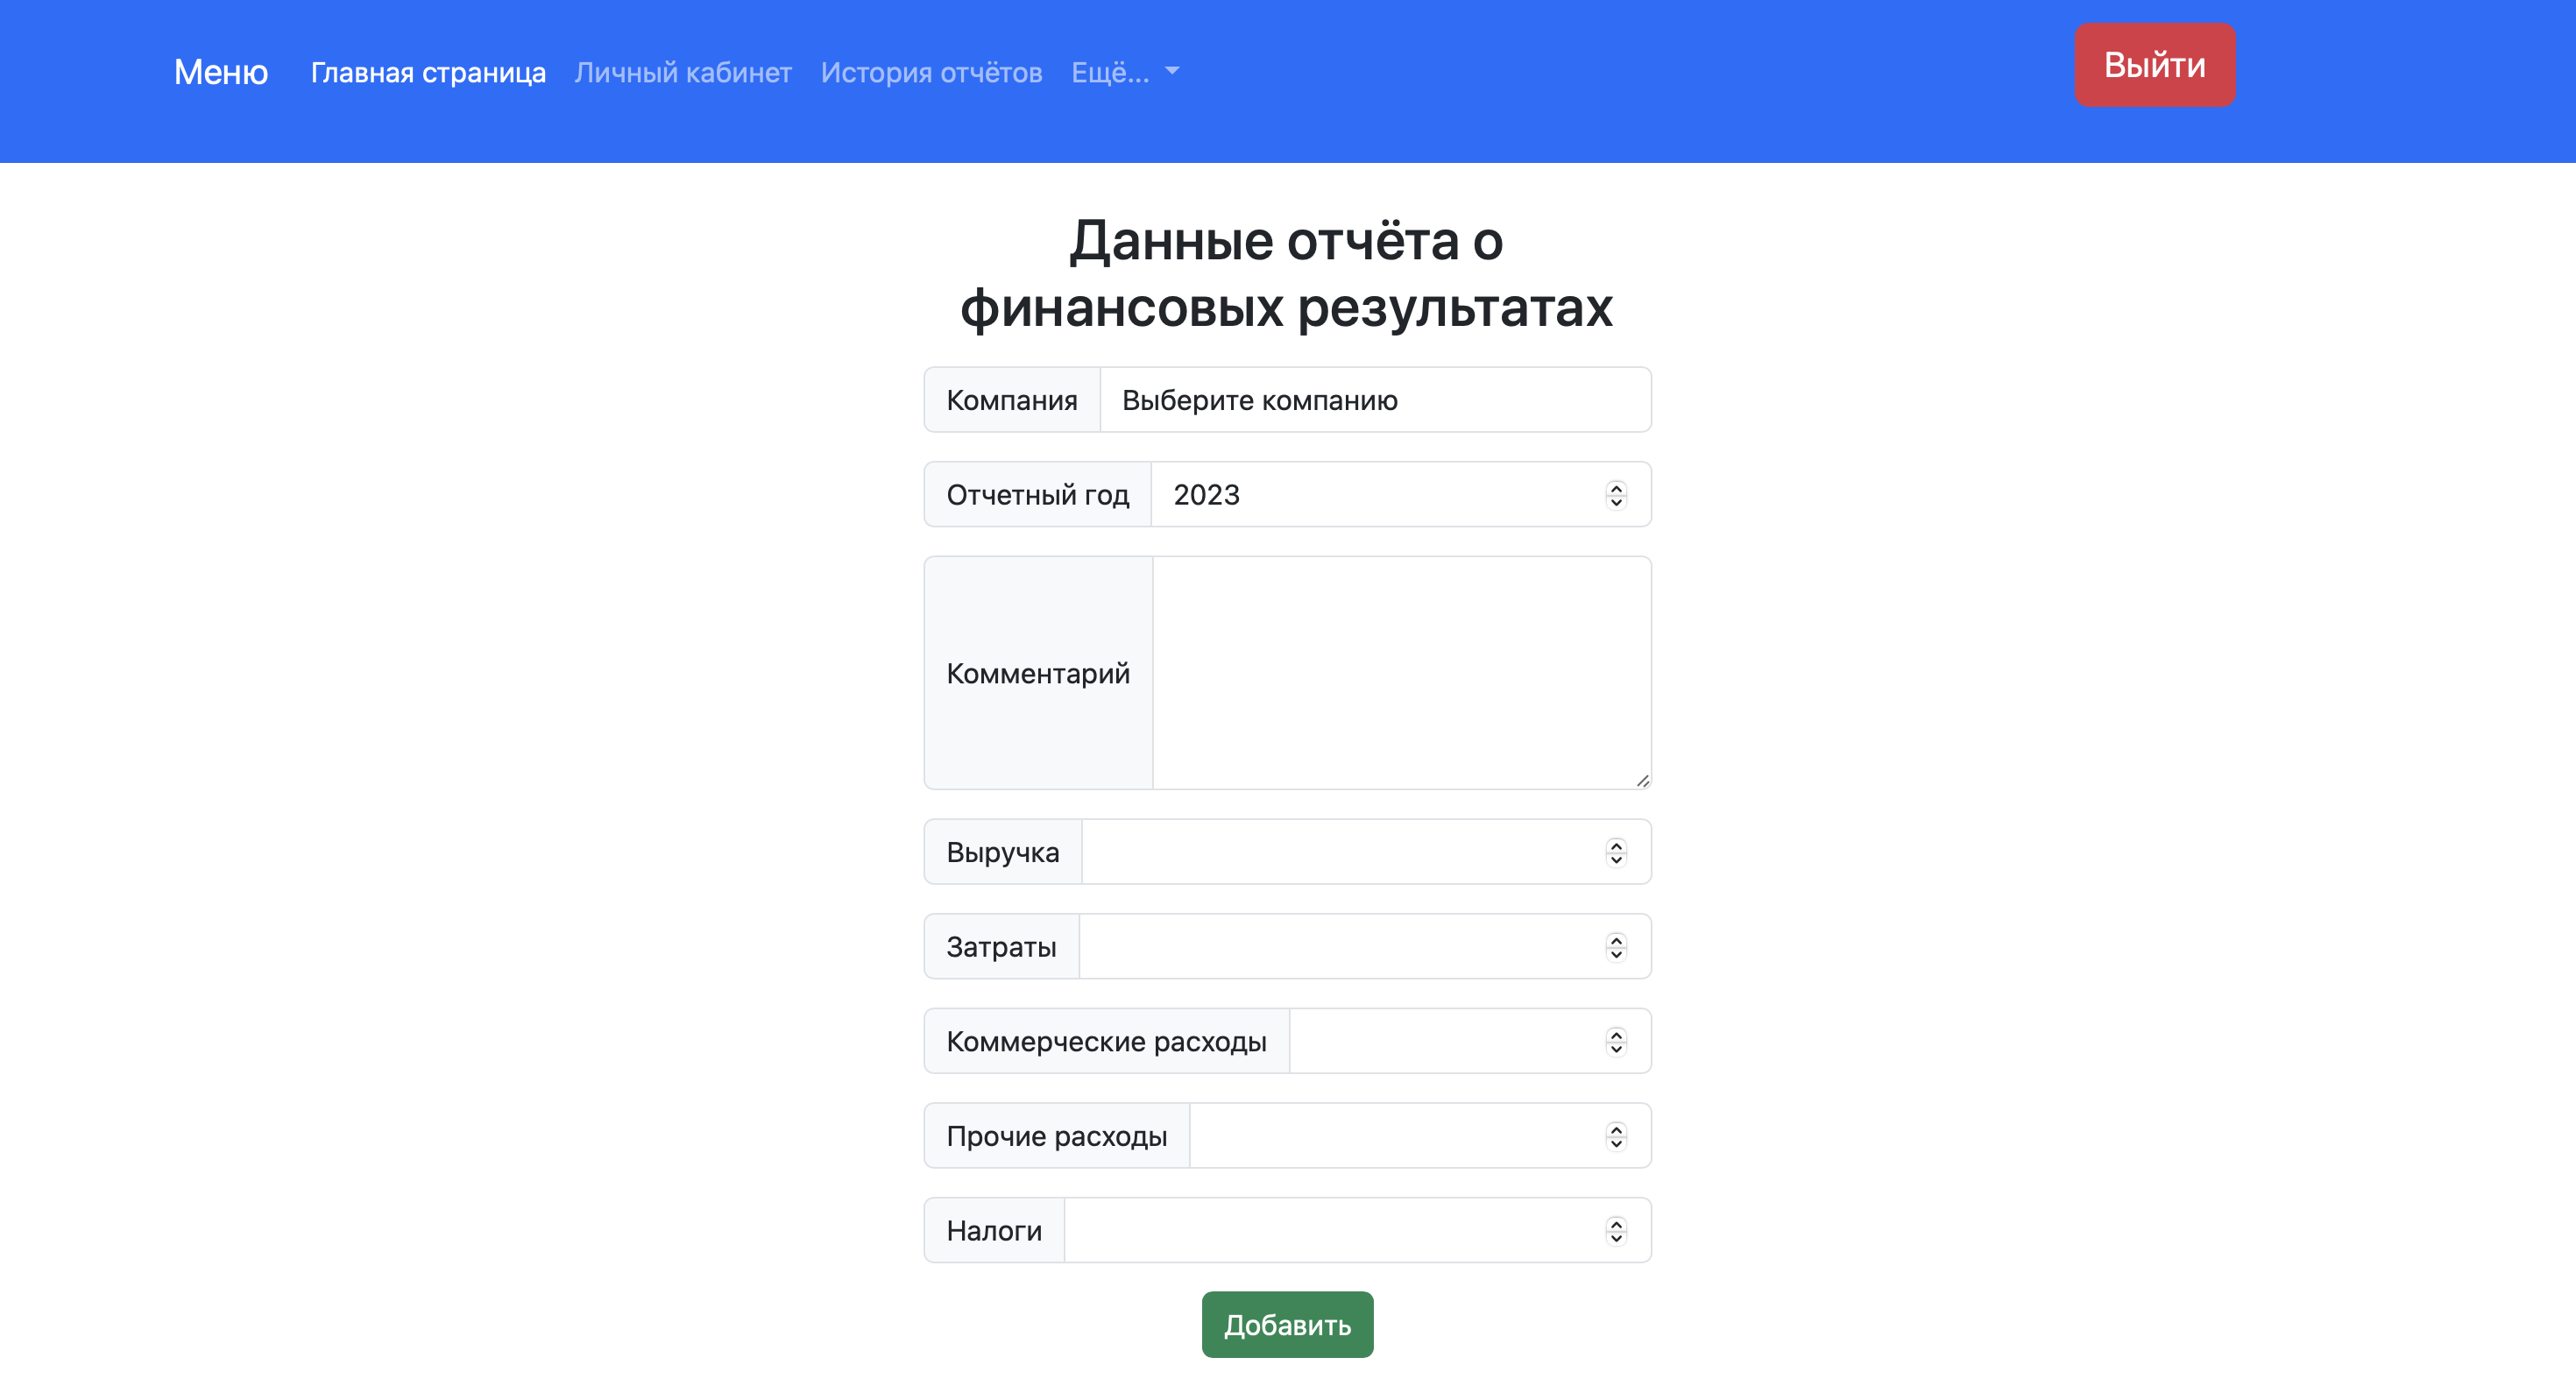 Меню Главная страница Личный кабинет История отчётов Ещё... Выйти
Данные отчёта о
финансовых результатах
Компания Выберите компанию
Отчетный год 2023
Комментарий
Выручка
Затраты
Коммерческие расходы
Прочие расходы
Налоги
Добавить